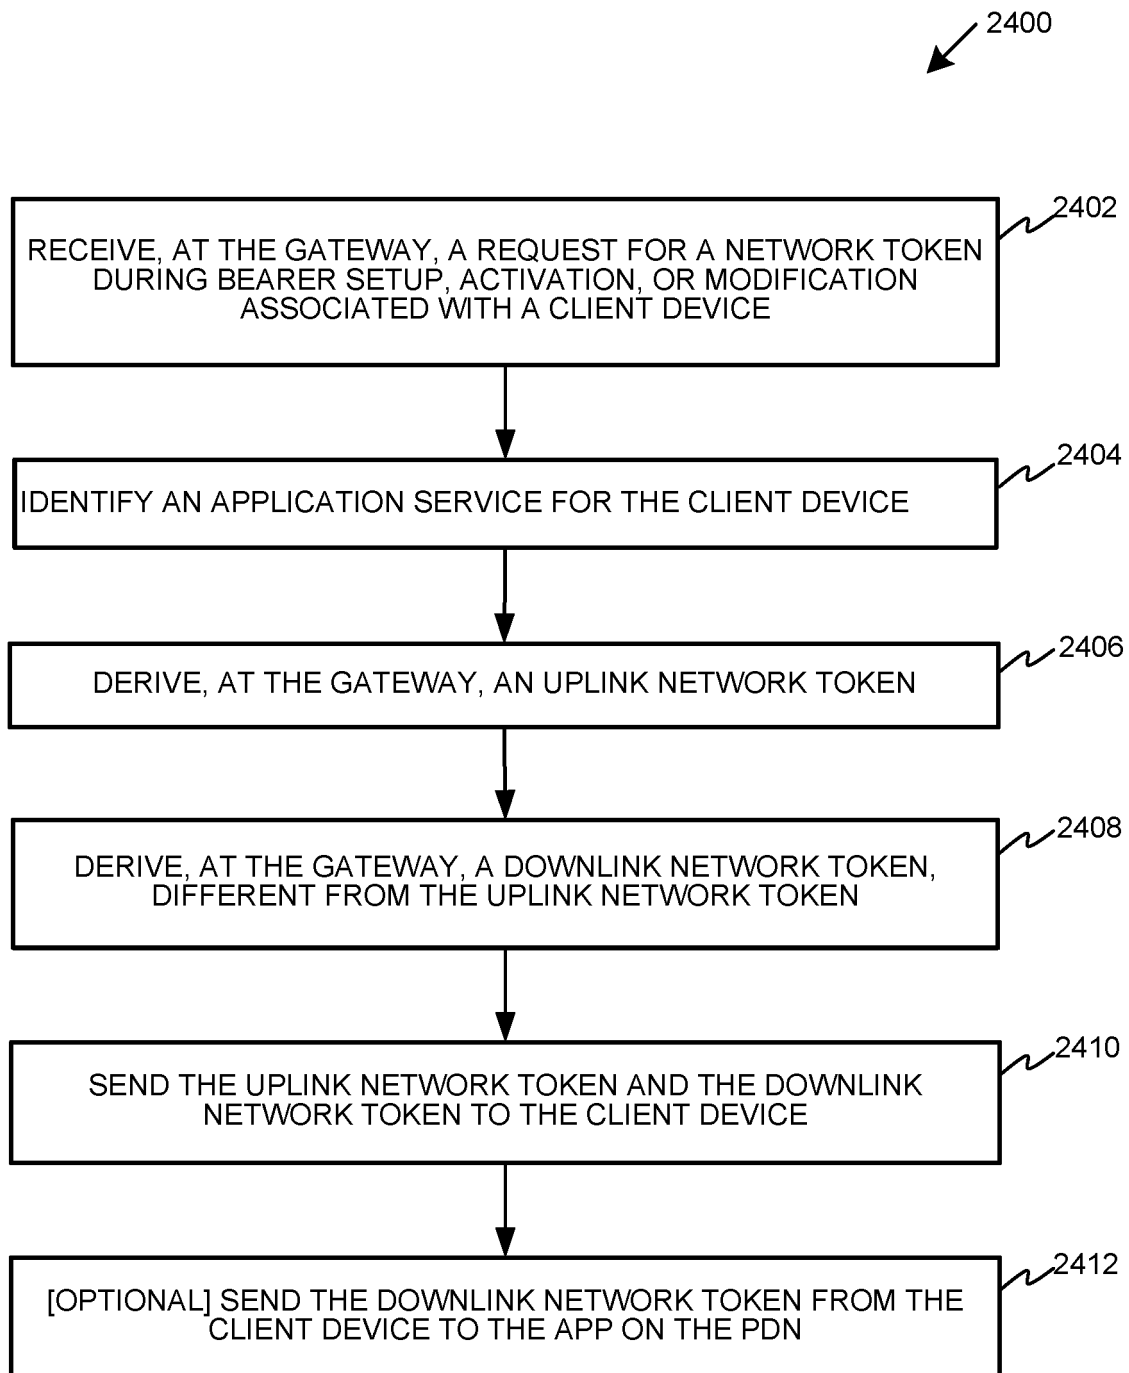 2400
2402
RECEIVE, AT THE GATEWAY, A REQUEST FOR A NETWORK TOKEN
DURING BEARER SETUP, ACTIVATION, OR MODIFICATION
ASSOCIATED WITH A CLIENT DEVICE
2404
IDENTIFY AN APPLICATION SERVICE FOR THE CLIENT DEVICE
2406
DERIVE, AT THE GATEWAY, AN UPLINK NETWORK TOKEN
2408
DERIVE, AT THE GATEWAY, A DOWNLINK NETWORK TOKEN,
DIFFERENT FROM THE UPLINK NETWORK TOKEN
2410
SEND THE UPLINK NETWORK TOKEN AND THE DOWNLINK
NETWORK TOKEN TO THE CLIENT DEVICE
2412
[OPTIONAL] SEND THE DOWNLINK NETWORK TOKEN FROM THE
CLIENT DEVICE TO THE APP ON THE PDN